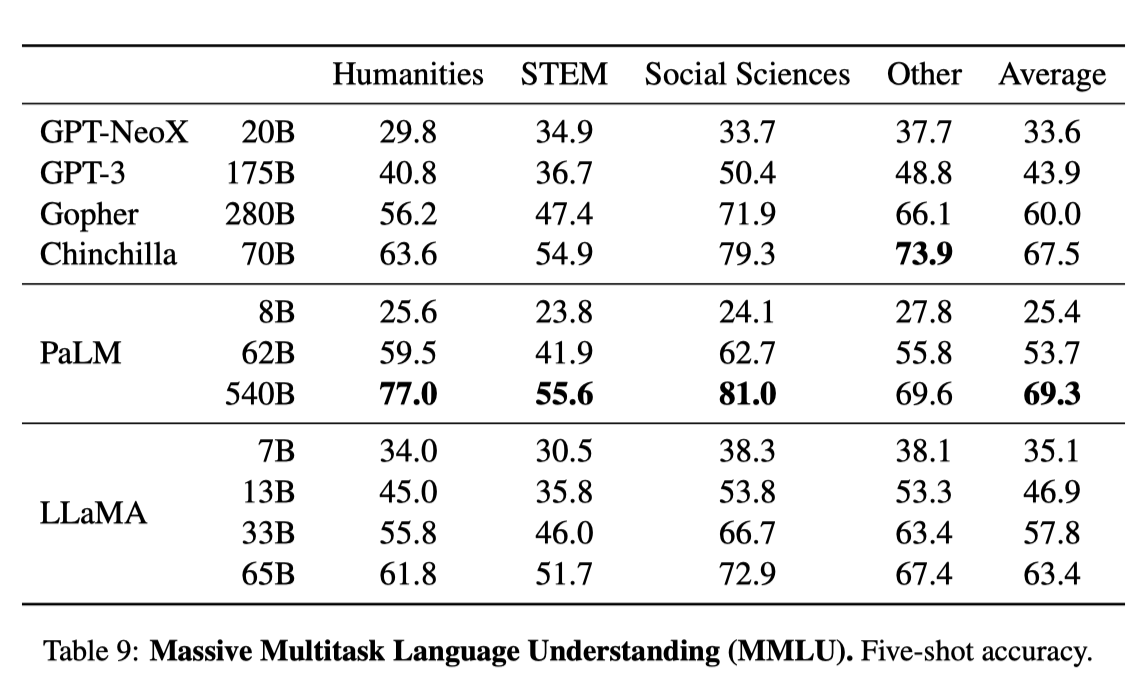 Humanities STEM Social Sciences Other Average
GPT-NeoX 20B 29.8 34.9 33.7 37.7 33.6
GPT-3 175B 40.8 36.7 50.4 48.8 43.9
Gopher 280B 56.2 47.4 71.9 66.1 60.0
Chinchilla 70B 63.6 54.9 79.3 73.9 67.5
8B 25.6 23.8 24.1 27.8 25.4
PaLM 62B 59.5 41.9 62.7 55.8 53.7
540B 77.0 55.6 81.0 69.6 69.3
7B 34.0 30.5 38.3 38.1 35.1
13B 45.0 35.8 53.8 53.3 46.9
LLaMA
33B 55.8 46.0 66.7 63.4 57.8
65B 61.8 51.7 72.9 67.4 63.4
Table 9: Massive Multitask Language Understanding (MMLU). Five-shot accuracy.